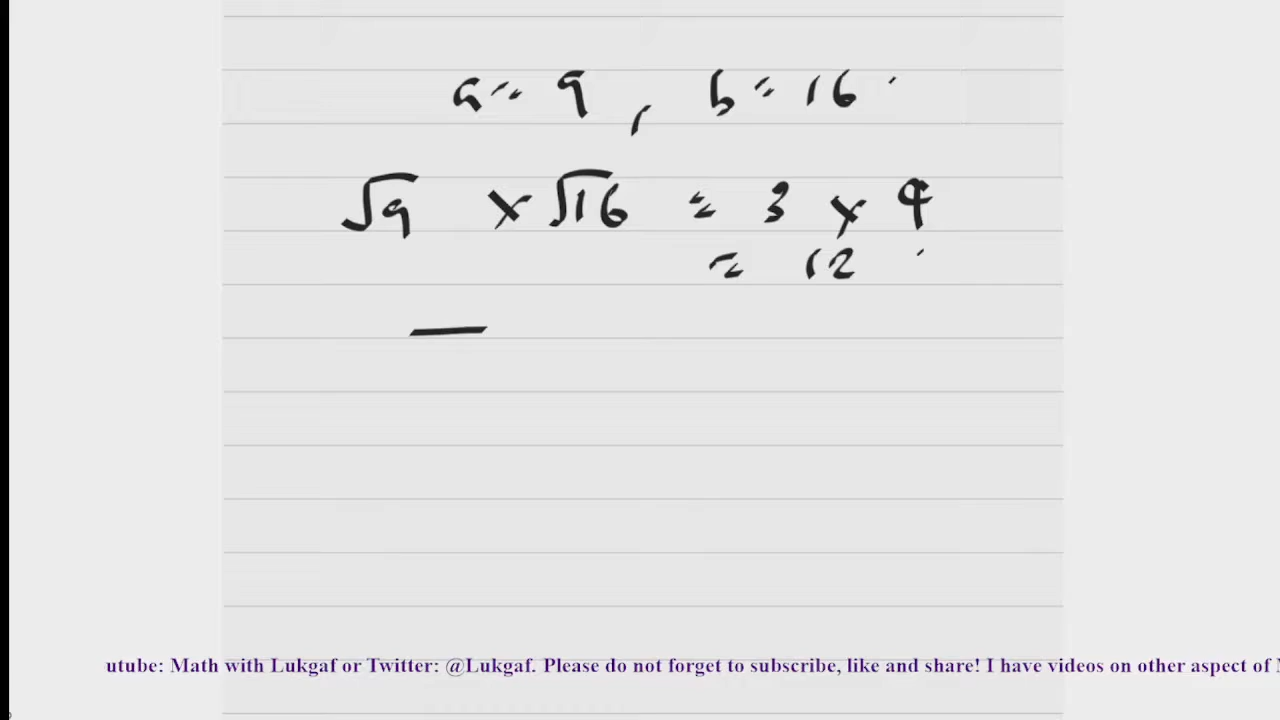 a = 9 , b = 16 .
√9 × √16 = 3 × 4
= 12 .
utube: Math with Lukgaf or Twitter: @Lukgaf. Please do not forget to subscribe, like and share! I have videos on other aspect of